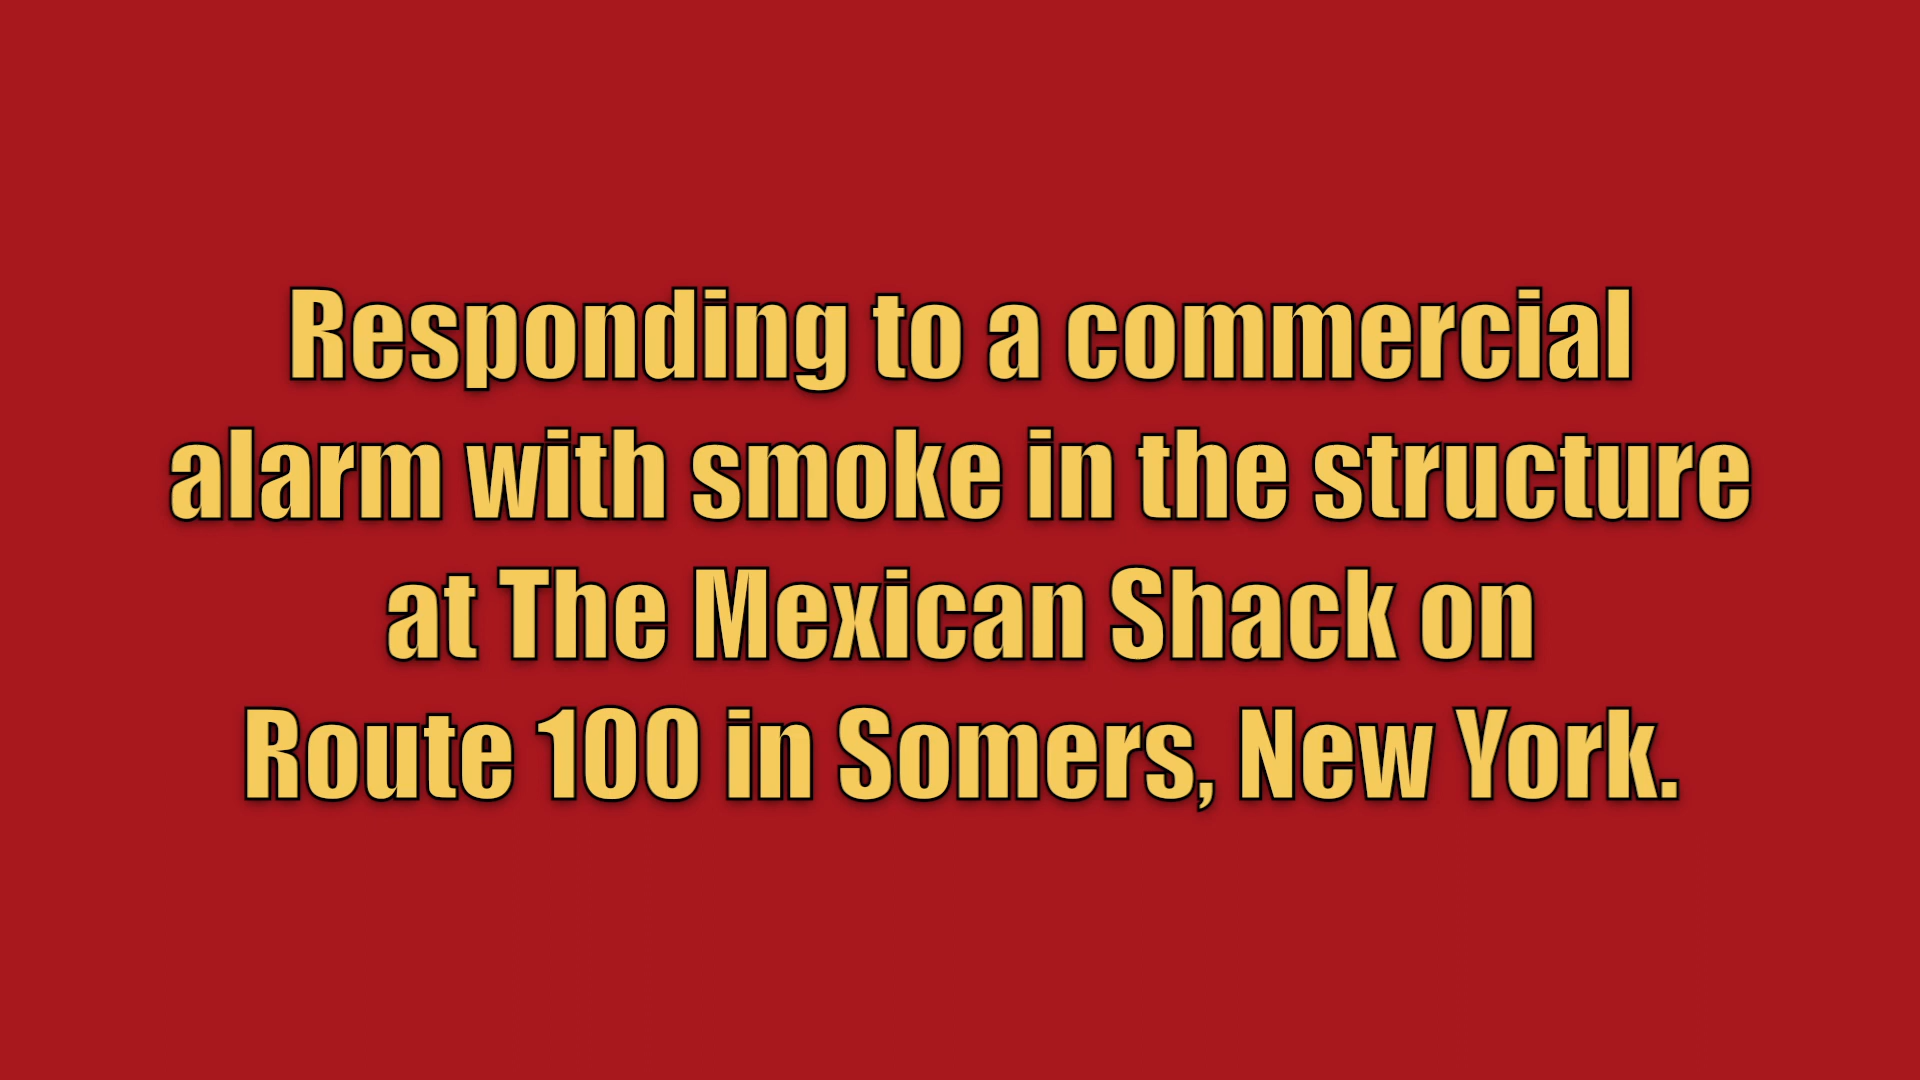 Responding to a commercial
alarm with smoke in the structure
at The Mexican Shack on
Route 100 in Somers, New York.